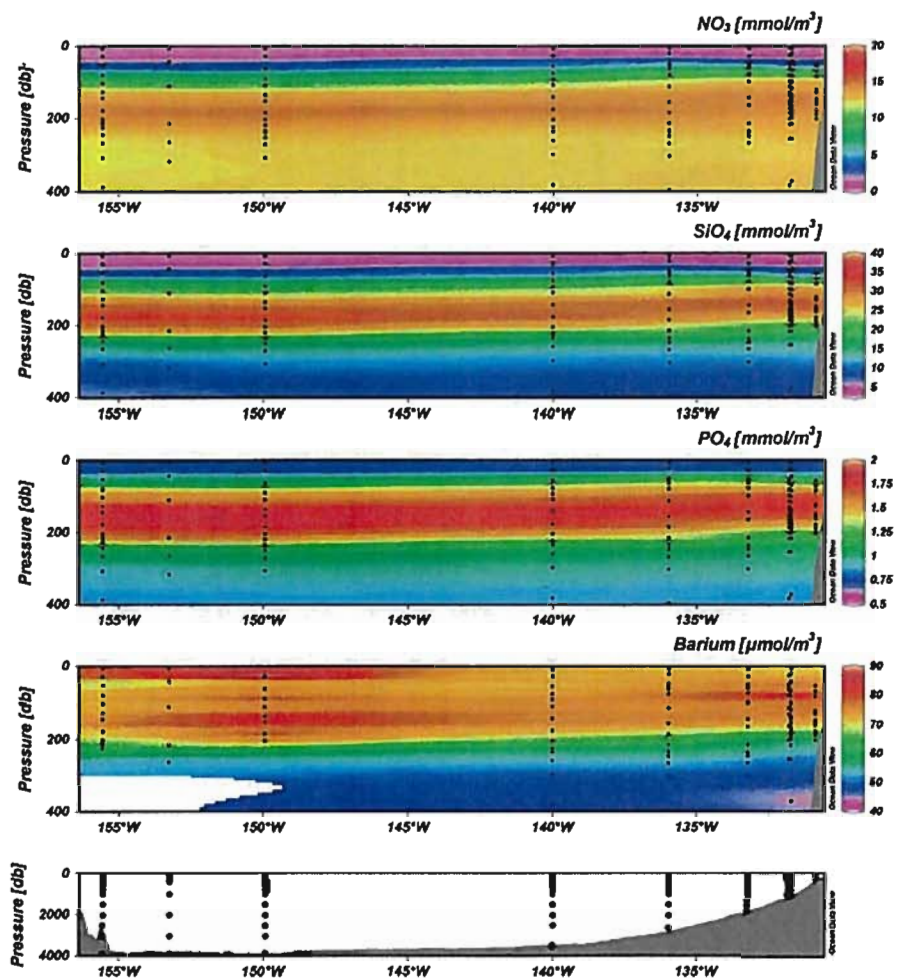 NO₃ [mmol/m³]
Pressure [db]
0
200
400
155°W
150°W
145°W
140°W
135°W
20
15
10
5
0
Ocean Data View
SiO₄ [mmol/m³]
Pressure [db]
0
200
400
155°W
150°W
145°W
140°W
135°W
40
35
30
25
20
15
10
5
Ocean Data View
PO₄ [mmol/m³]
Pressure [db]
0
200
400
155°W
150°W
145°W
140°W
135°W
2
1.75
1.5
1.25
1
0.75
0.5
Ocean Data View
Barium [µmol/m³]
Pressure [db]
0
200
400
155°W
150°W
145°W
140°W
135°W
90
80
70
60
50
40
Ocean Data View
Pressure [db]
0
2000
4000
155°W
150°W
145°W
140°W
135°W
Ocean Data View